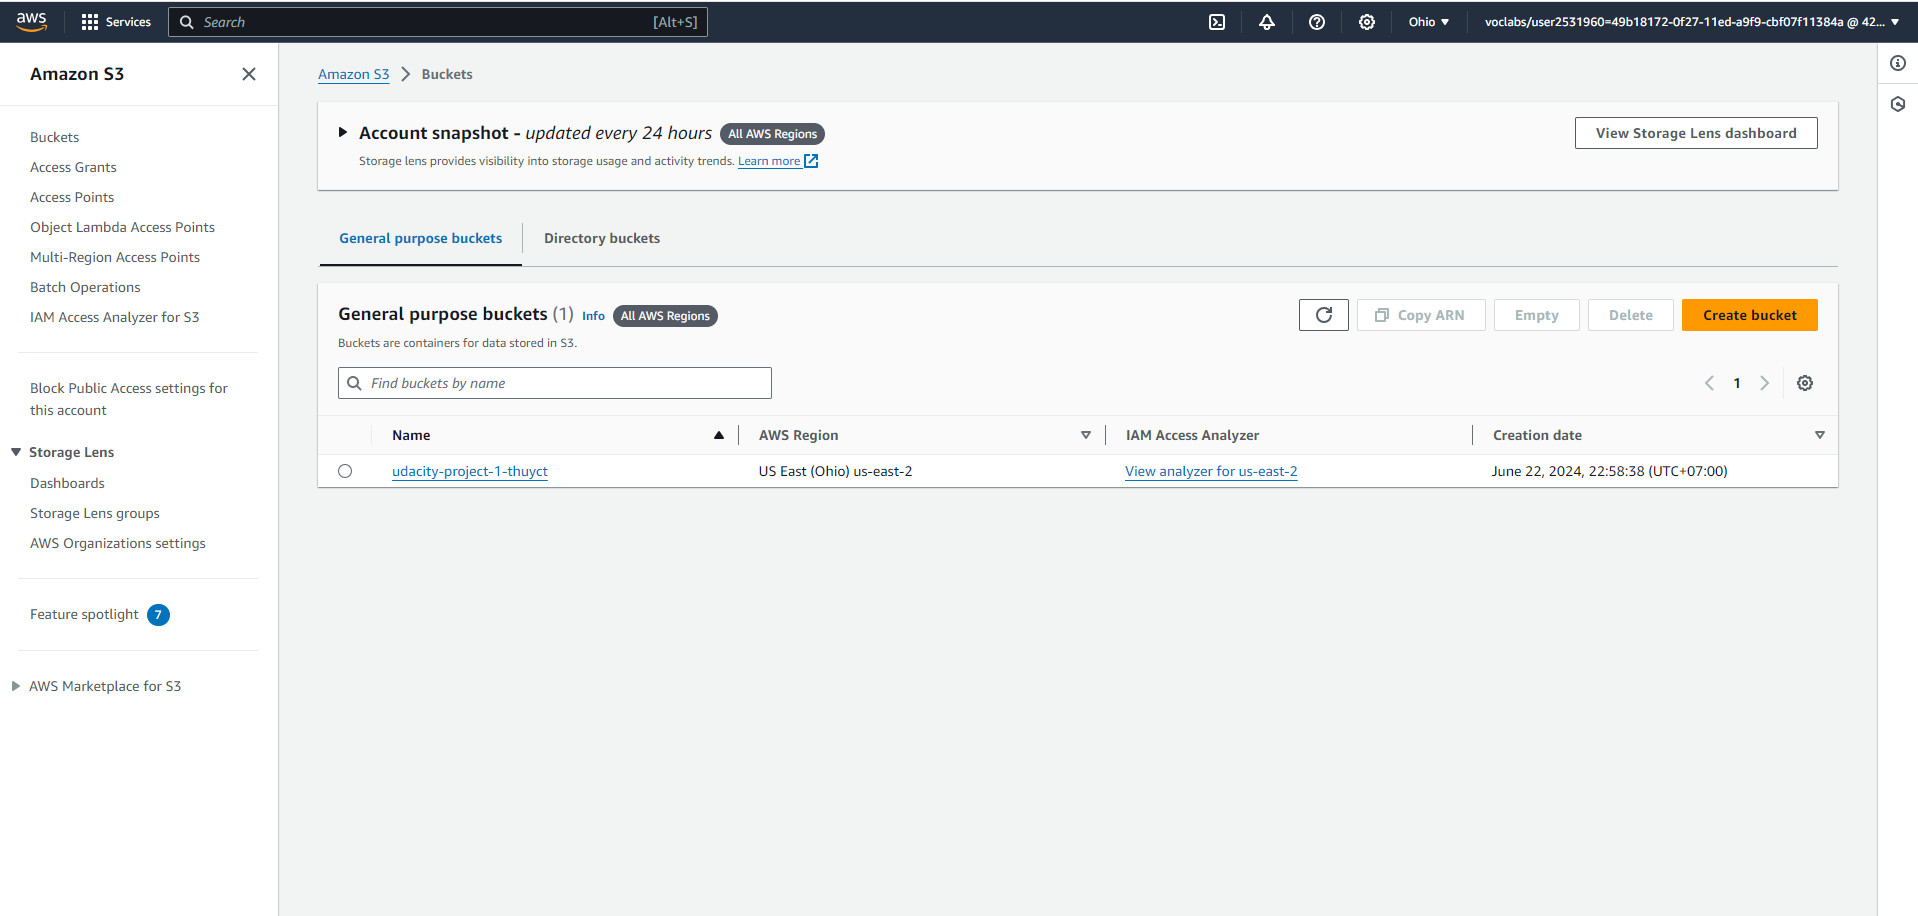 aws
Services
Search
[Alt+S]
Ohio
voclabs/user2531960=49b18172-0f27-11ed-a9f9-cbf07f11384a @ 42...
Amazon S3
Buckets
Access Grants
Access Points
Object Lambda Access Points
Multi-Region Access Points
Batch Operations
IAM Access Analyzer for S3
Block Public Access settings for
this account
Storage Lens
Dashboards
Storage Lens groups
AWS Organizations settings
Feature spotlight 7
AWS Marketplace for S3
Amazon S3 Buckets
Account snapshot - updated every 24 hours All AWS Regions
Storage lens provides visibility into storage usage and activity trends. Learn more
View Storage Lens dashboard
General purpose buckets
Directory buckets
General purpose buckets (1) Info All AWS Regions
Buckets are containers for data stored in S3.
Copy ARN
Empty
Delete
Create bucket
Find buckets by name
1
Name
AWS Region
IAM Access Analyzer
Creation date
udacity-project-1-thuyct
US East (Ohio) us-east-2
View analyzer for us-east-2
June 22, 2024, 22:58:38 (UTC+07:00)